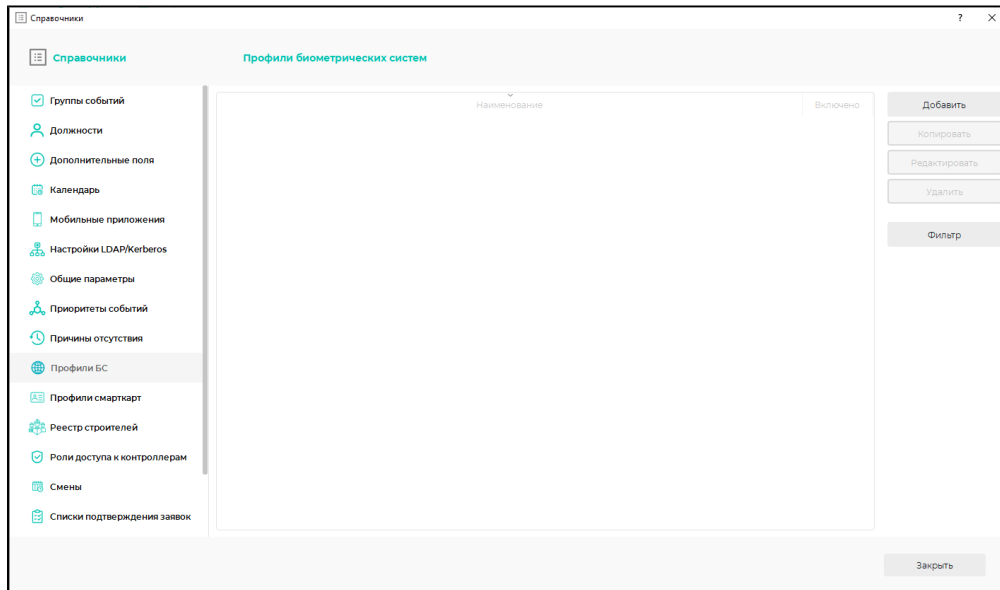 Справочники
?
Справочники
Профили биометрических систем
Группы событий
Должности
Дополнительные поля
Календарь
Мобильные приложения
Настройки LDAP/Kerberos
Общие параметры
Приоритеты событий
Причины отсутствия
Профили БС
Профили смарткарт
Реестр строителей
Роли доступа к контроллерам
Смены
Списки подтверждения заявок
Наименование
Включено
Добавить
Копировать
Редактировать
Удалить
Фильтр
Закрыть